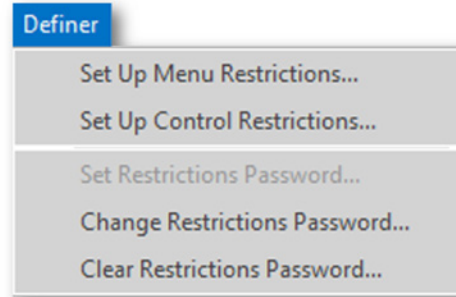 Definer
Set Up Menu Restrictions...
Set Up Control Restrictions...
Set Restrictions Password...
Change Restrictions Password...
Clear Restrictions Password...